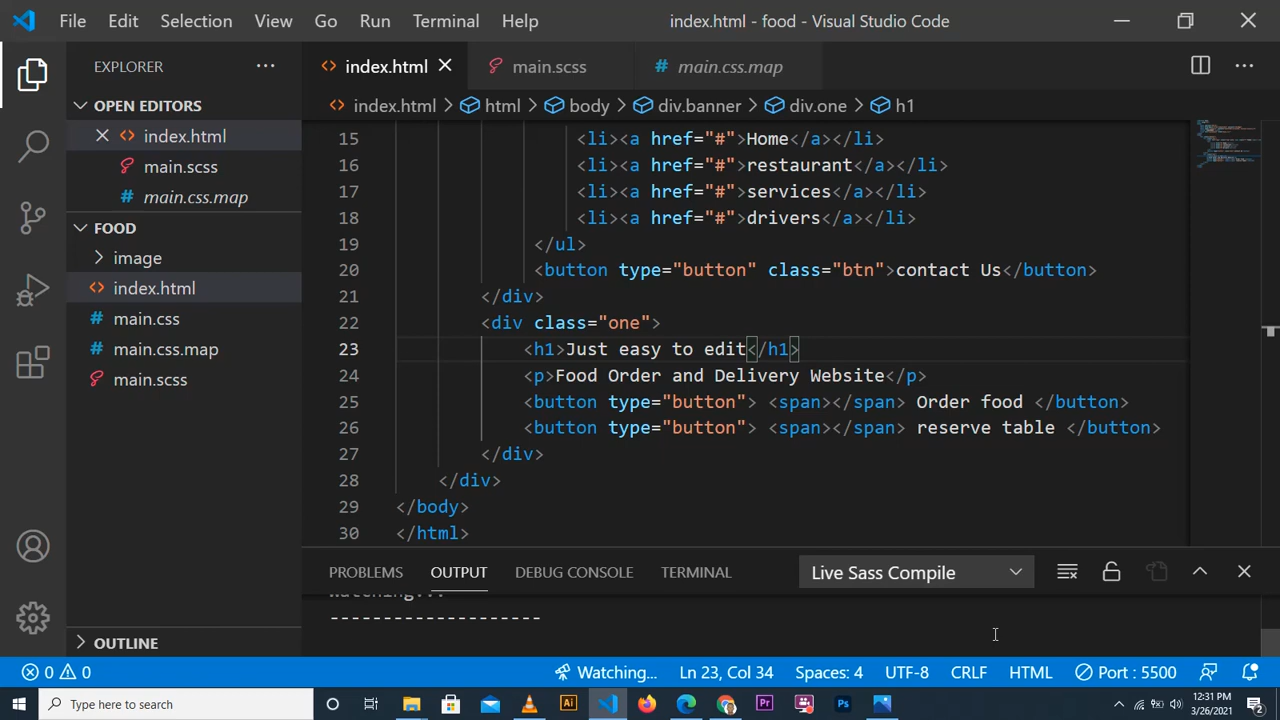 File Edit Selection View Go Run Terminal Help index.html - food - Visual Studio Code
EXPLORER
index.html
main.scss
main.css.map
OPEN EDITORS
index.html > html > body > div.banner > div.one > h1
index.html
main.scss
main.css.map
FOOD
image
index.html
main.css
main.css.map
main.scss
OUTLINE
15 <li><a href="#">Home</a></li>
16 <li><a href="#">restaurant</a></li>
17 <li><a href="#">services</a></li>
18 <li><a href="#">drivers</a></li>
19 </ul>
20 <button type="button" class="btn">contact Us</button>
21 </div>
22 <div class="one">
23 <h1>Just easy to edit</h1>
24 <p>Food Order and Delivery Website</p>
25 <button type="button"> <span></span> Order food </button>
26 <button type="button"> <span></span> reserve table </button>
27 </div>
28 </div>
29 </body>
30 </html>
PROBLEMS OUTPUT DEBUG CONSOLE TERMINAL Live Sass Compile
Watching...
--------------------
0 0 Watching... Ln 23, Col 34 Spaces: 4 UTF-8 CRLF HTML Port : 5500
Type here to search
Ai Pr Ps
12:31 PM
3/26/2021
2